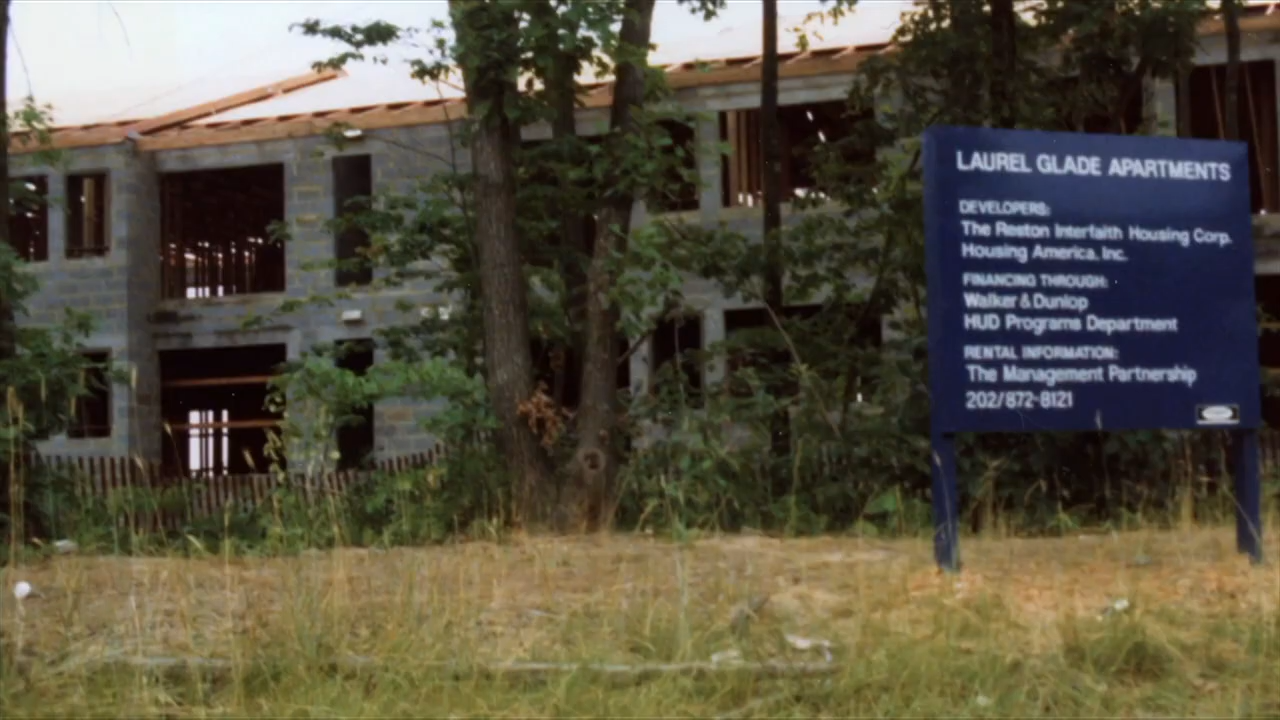 LAUREL GLADE APARTMENTS
DEVELOPERS:
The Reston Interfaith Housing Corp.
Housing America, Inc.
FINANCING THROUGH:
Walker & Dunlop
HUD Programs Department
RENTAL INFORMATION:
The Management Partnership
202/872-8121